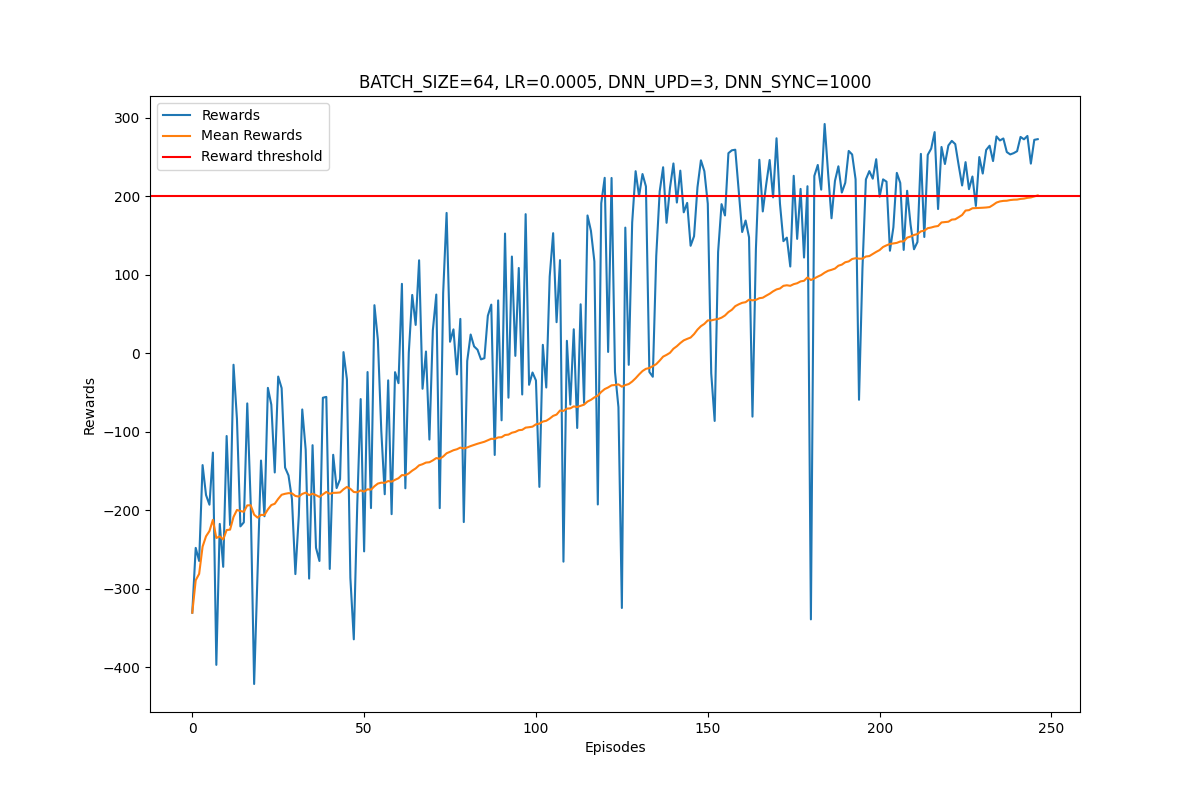 BATCH_SIZE=64, LR=0.0005, DNN_UPD=3, DNN_SYNC=1000
Rewards
Mean Rewards
Reward threshold
300
200
100
0
−100
−200
−300
−400
Rewards
0
50
100
150
200
250
Episodes